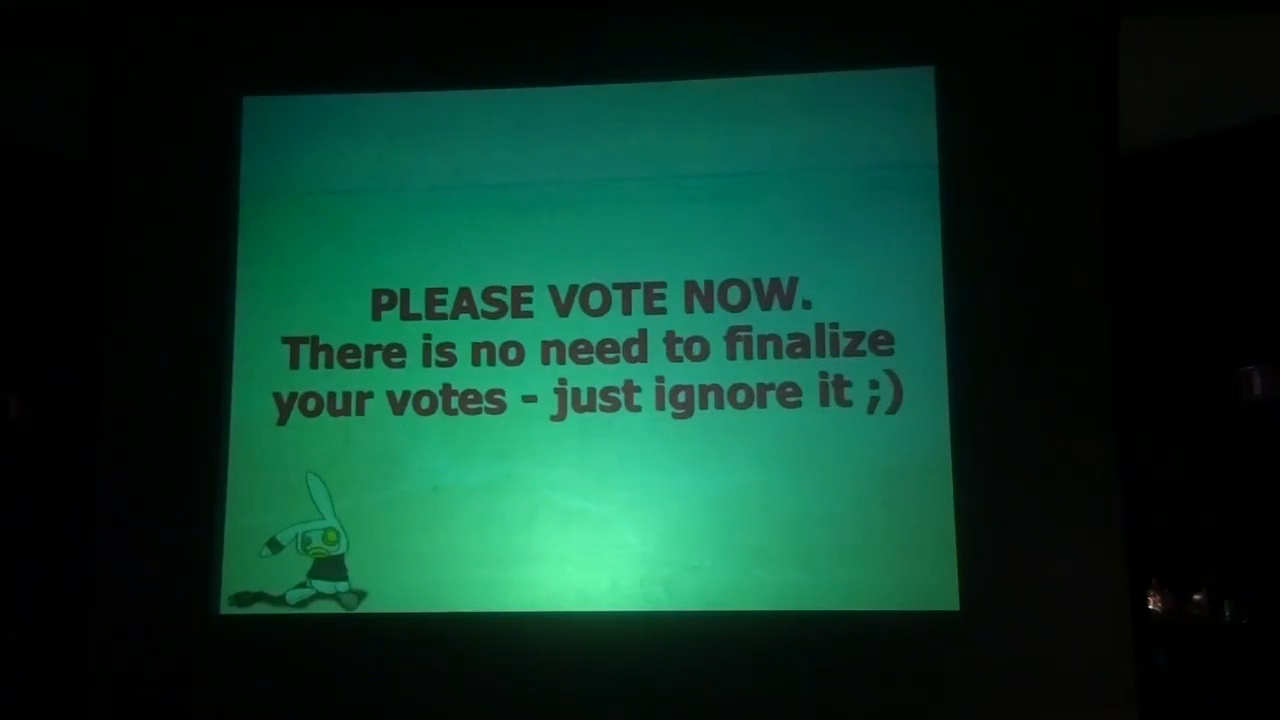 PLEASE VOTE NOW.
There is no need to finalize
your votes - just ignore it ;)